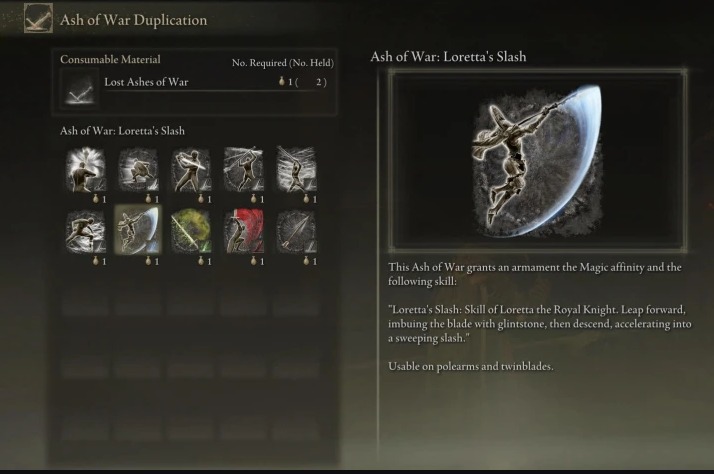 Ash of War Duplication
Consumable Material
No. Required (No. Held)
Lost Ashes of War
1 ( 2 )
Ash of War: Loretta's Slash
1 1 1 1 1
1 1 1 1 1
Ash of War: Loretta's Slash
This Ash of War grants an armament the Magic affinity and the
following skill:
"Loretta's Slash: Skill of Loretta the Royal Knight. Leap forward,
imbuing the blade with glintstone, then descend, accelerating into
a sweeping slash."
Usable on polearms and twinblades.